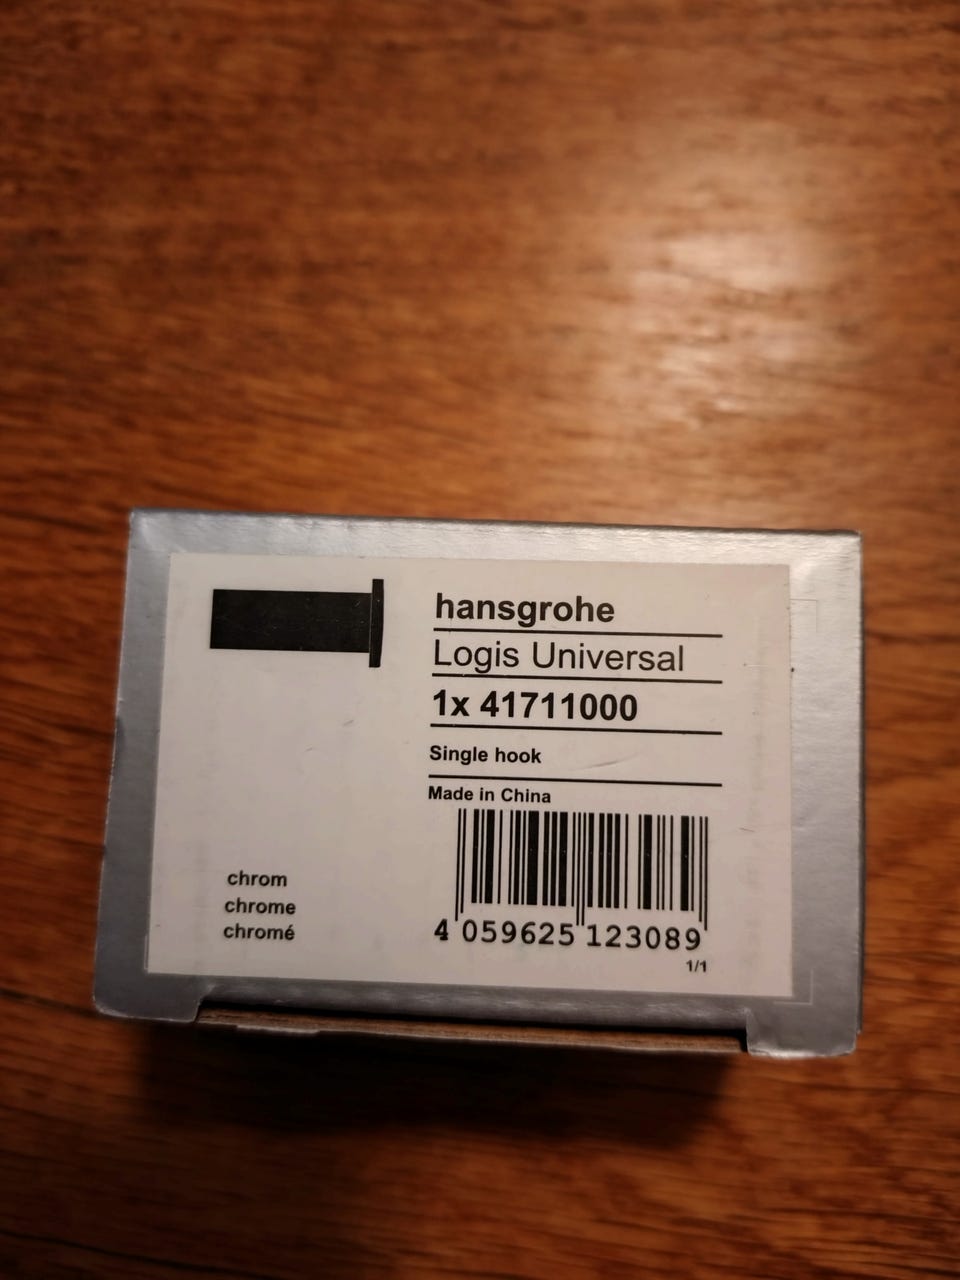 hansgrohe
Logis Universal
1x 41711000
Single hook
Made in China
chrom
chrome
chromé
4 059625 123089
1/1